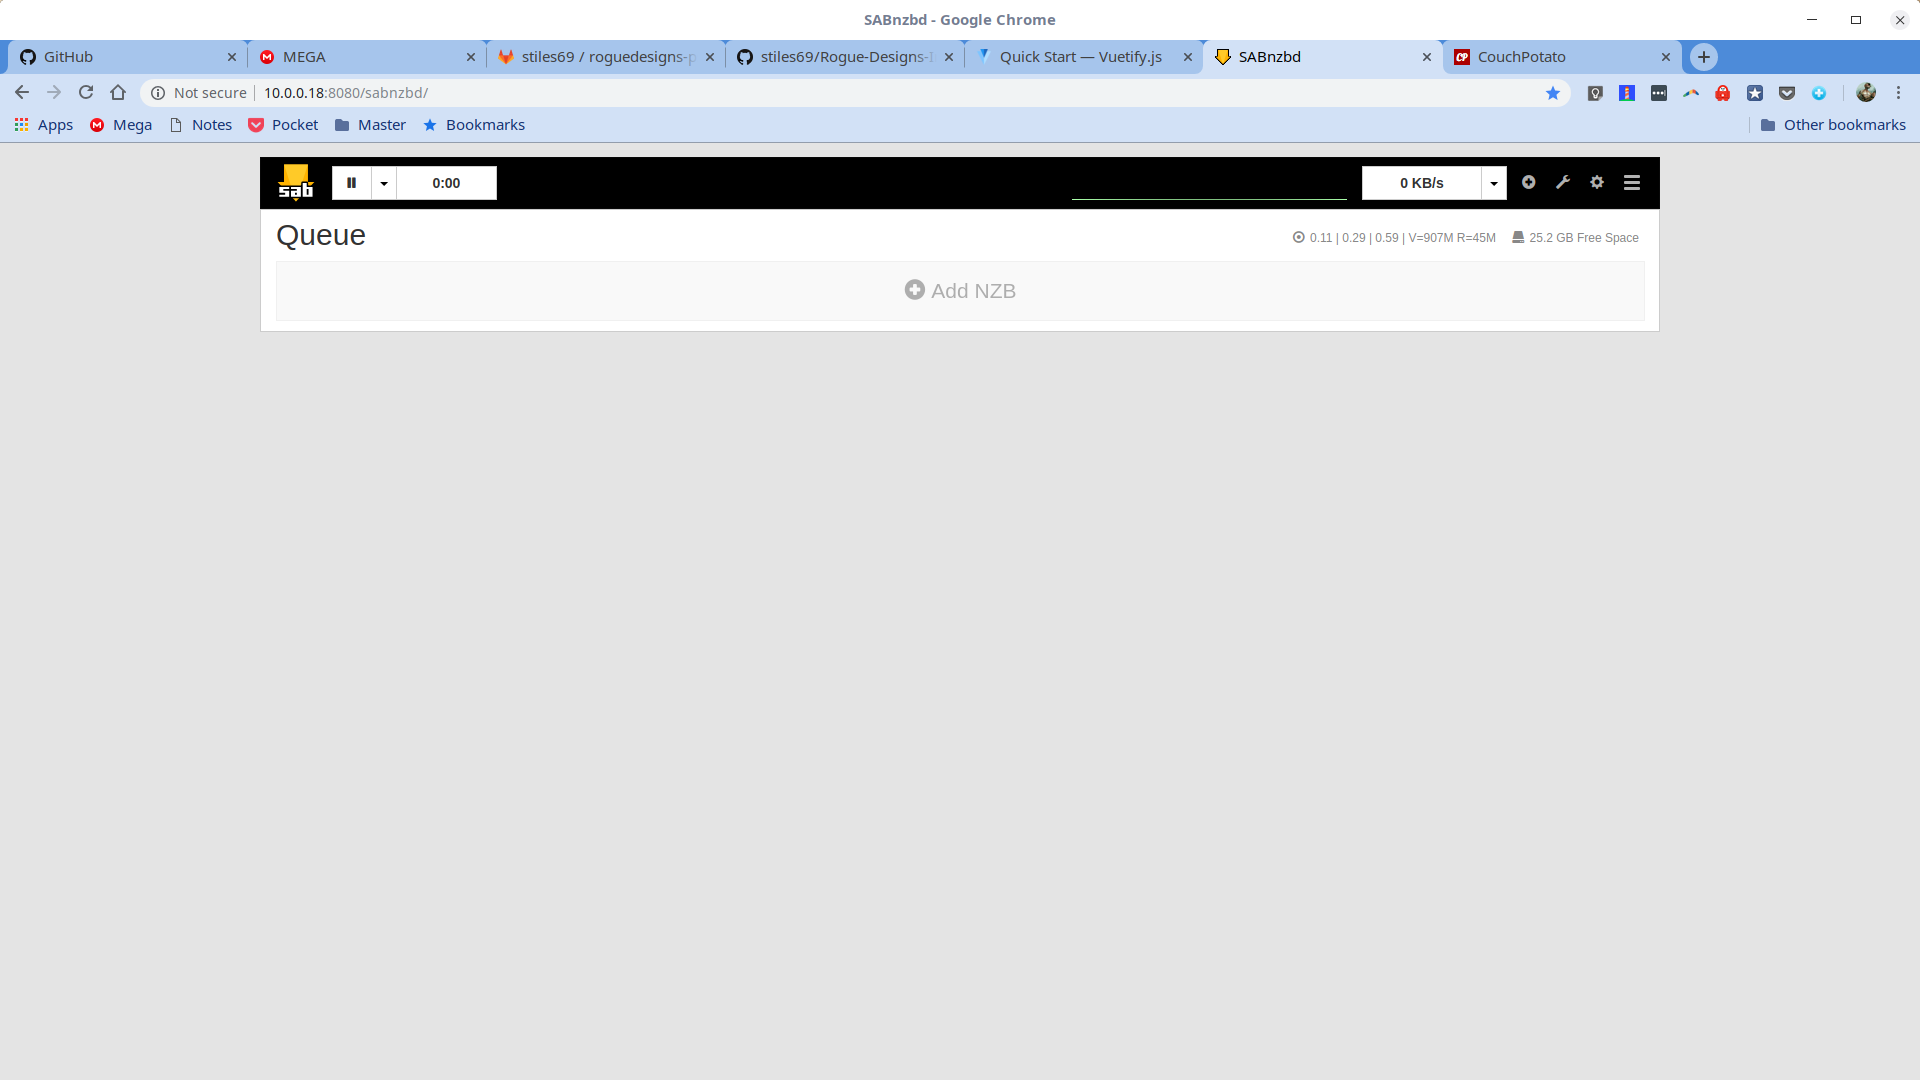 SABnzbd - Google Chrome
GitHub
MEGA
stiles69 / roguedesigns-p
stiles69/Rogue-Designs-I
Quick Start — Vuetify.js
SABnzbd
CouchPotato
Not secure
10.0.0.18:8080/sabnzbd/
Apps
Mega
Notes
Pocket
Master
Bookmarks
Other bookmarks
sab
0:00
0 KB/s
Queue
0.11 | 0.29 | 0.59 | V=907M R=45M
25.2 GB Free Space
Add NZB